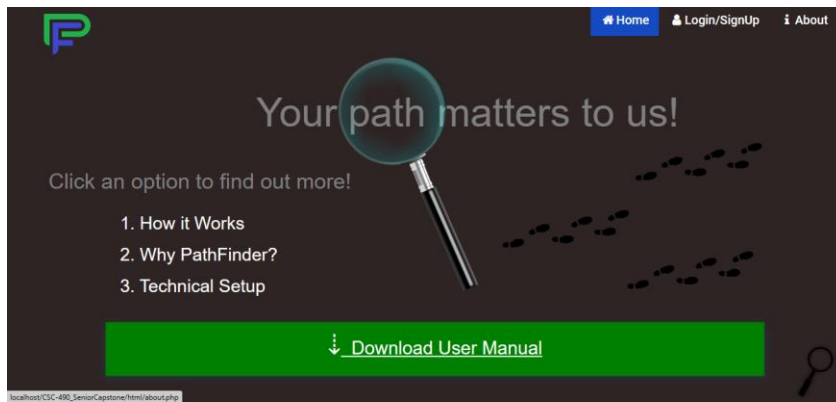 PF
Home
Login/SignUp
About
Your path matters to us!
Click an option to find out more!
1. How it Works
2. Why PathFinder?
3. Technical Setup
Download User Manual
localhost/CSC-490_SeniorCapstone/html/about.php